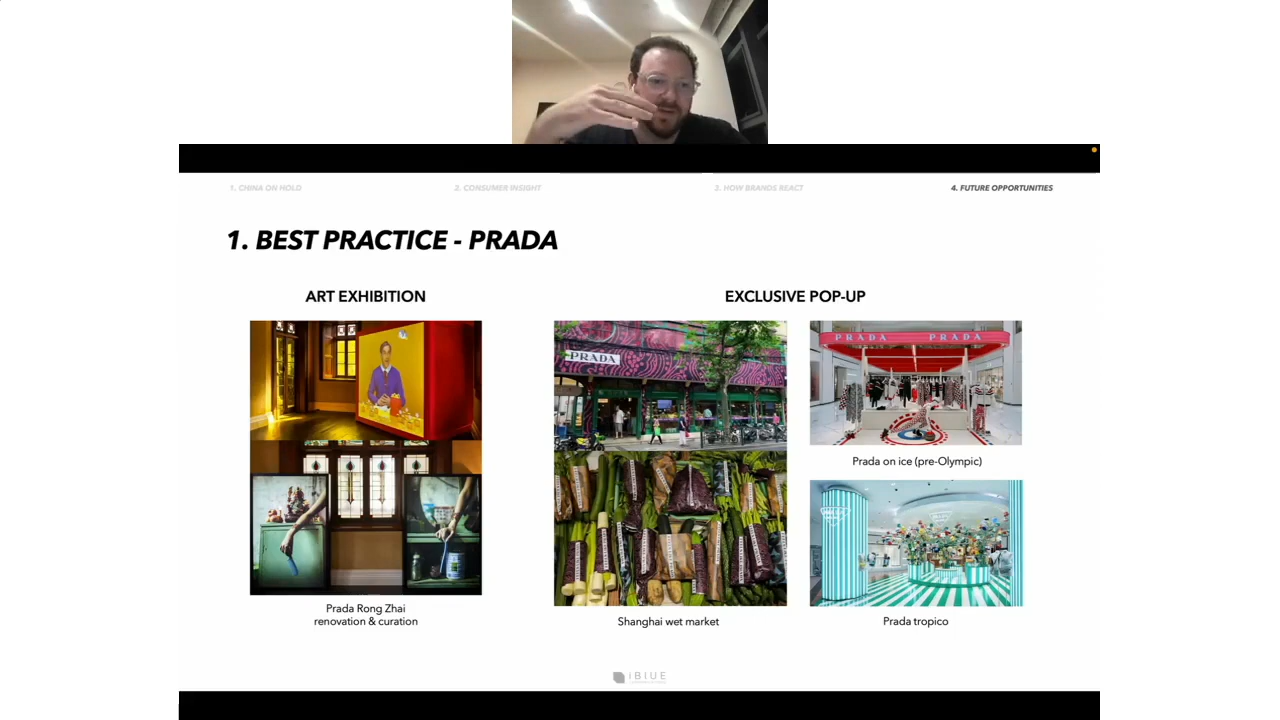 1. CHINA ON HOLD
2. CONSUMER INSIGHT
3. HOW BRANDS REACT
4. FUTURE OPPORTUNITIES
1. BEST PRACTICE - PRADA
ART EXHIBITION
EXCLUSIVE POP-UP
PRADA
PRADA PRADA
Prada on ice (pre-Olympic)
Prada Rong Zhai
renovation & curation
Shanghai wet market
Prada tropico
IBIUE